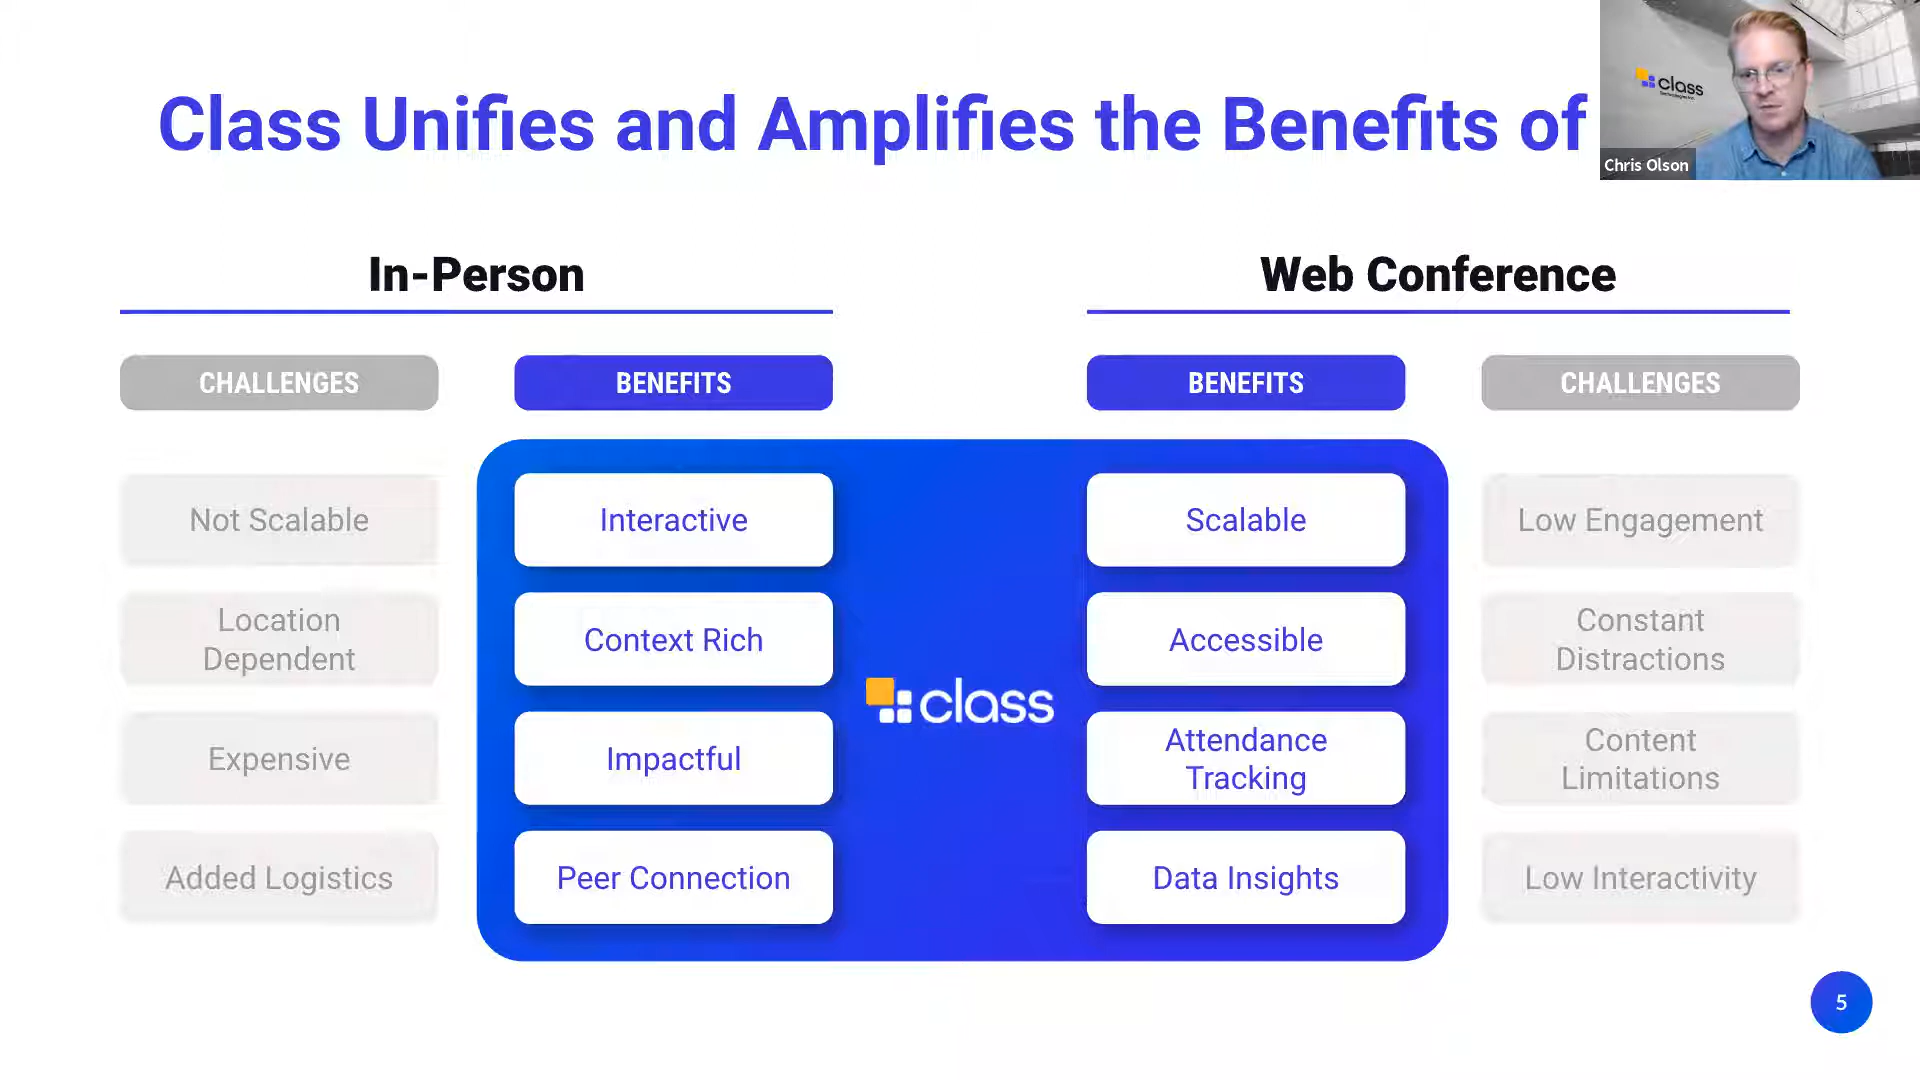 Class Unifies and Amplifies the Benefits of
class
Chris Olson
In-Person
Web Conference
CHALLENGES
BENEFITS
BENEFITS
CHALLENGES
Not Scalable
Interactive
Scalable
Low Engagement
Location
Dependent
Context Rich
Accessible
Constant
Distractions
Expensive
Impactful
class
Attendance
Tracking
Content
Limitations
Added Logistics
Peer Connection
Data Insights
Low Interactivity
5